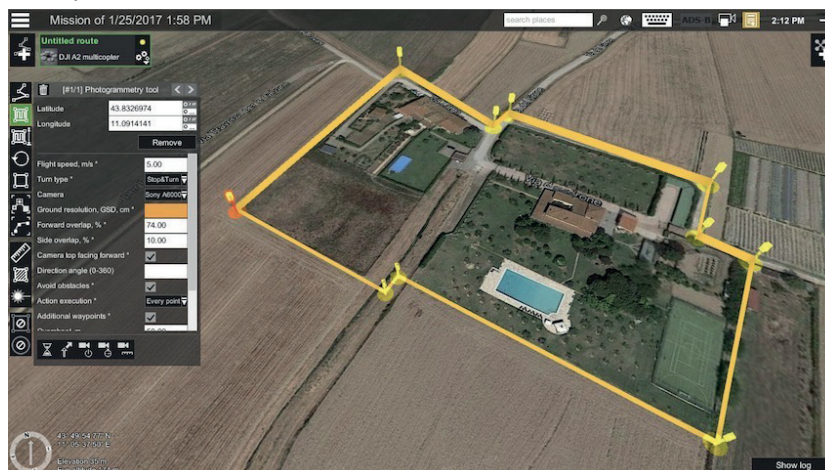 Mission of 1/25/2017 1:58 PM
search places
2:12 PM
Untitled route
DJI A2 multicopter
[#1/1] Photogrammetry tool
Latitude 43.8326974
Longitude 11.0914141
Remove
Flight speed, m/s * 5.00
Turn type * Stop&Turn
Camera Sony A6000
Ground resolution, GSD, cm *
Forward overlap, % * 74.00
Side overlap, % * 10.00
Camera top facing forward *
Direction angle (0-360)
Avoid obstacles *
Action execution * Every point
Additional waypoints *
Elevation 35 m
Show log